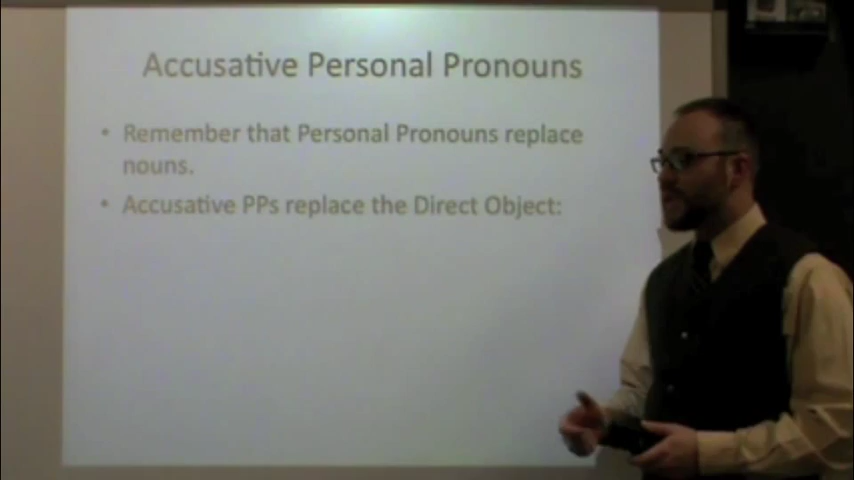 Accusative Personal Pronouns
• Remember that Personal Pronouns replace
nouns.
• Accusative PPs replace the Direct Object: